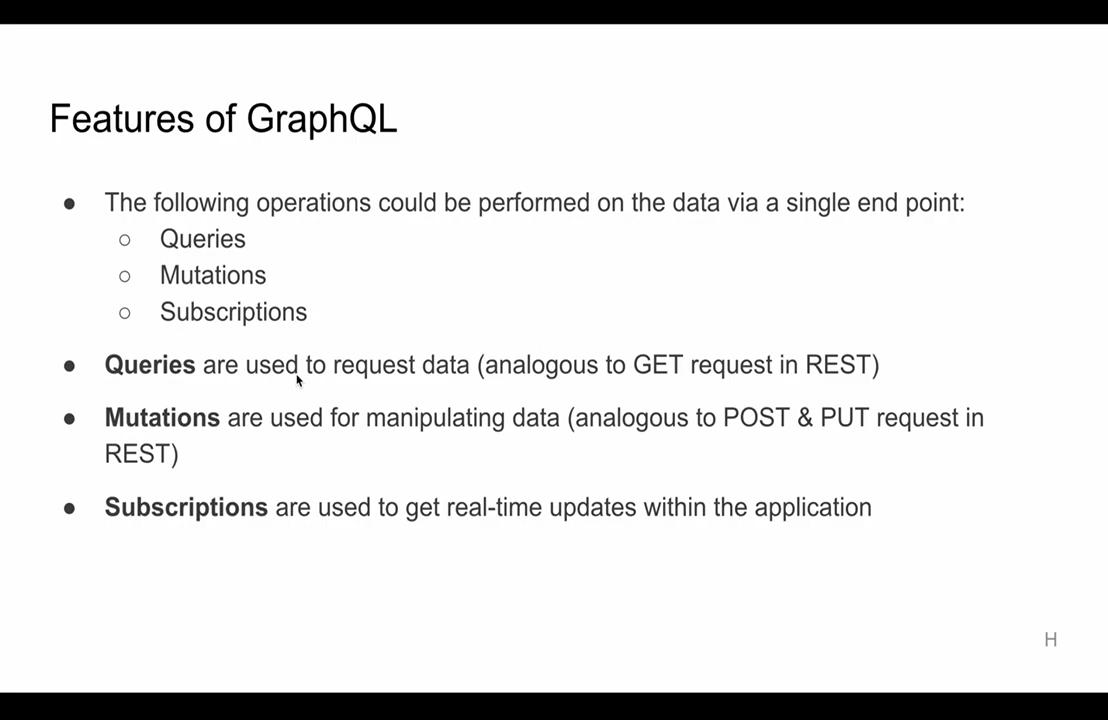 Features of GraphQL
● The following operations could be performed on the data via a single end point:
○ Queries
○ Mutations
○ Subscriptions
● Queries are used to request data (analogous to GET request in REST)
● Mutations are used for manipulating data (analogous to POST & PUT request in
REST)
● Subscriptions are used to get real-time updates within the application
H